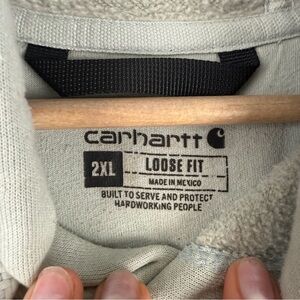 carhartt
2XL LOOSE FIT
MADE IN MEXICO
BUILT TO SERVE AND PROTECT
HARDWORKING PEOPLE